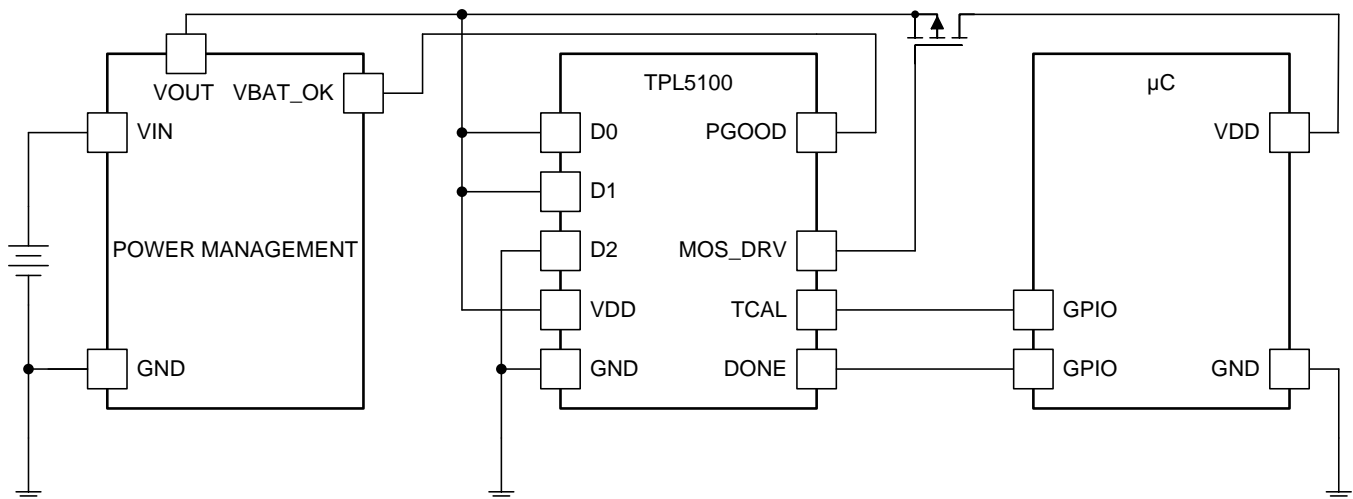 VOUT
VBAT_OK
VIN
POWER MANAGEMENT
GND
TPL5100
D0
PGOOD
D1
D2
MOS_DRV
VDD
TCAL
GND
DONE
µC
VDD
GPIO
GPIO
GND